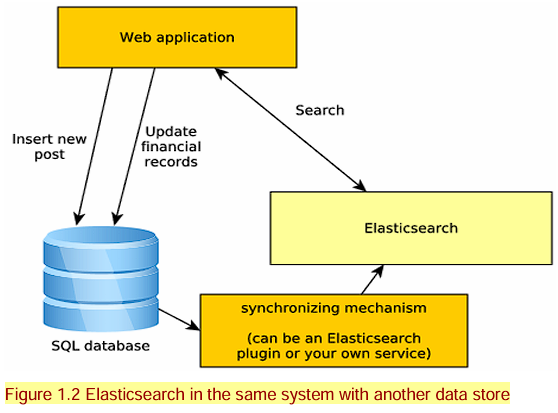 Web application
Insert new
post
Update
financial
records
Search
Elasticsearch
SQL database
synchronizing mechanism
(can be an Elasticsearch
plugin or your own service)
Figure 1.2 Elasticsearch in the same system with another data store